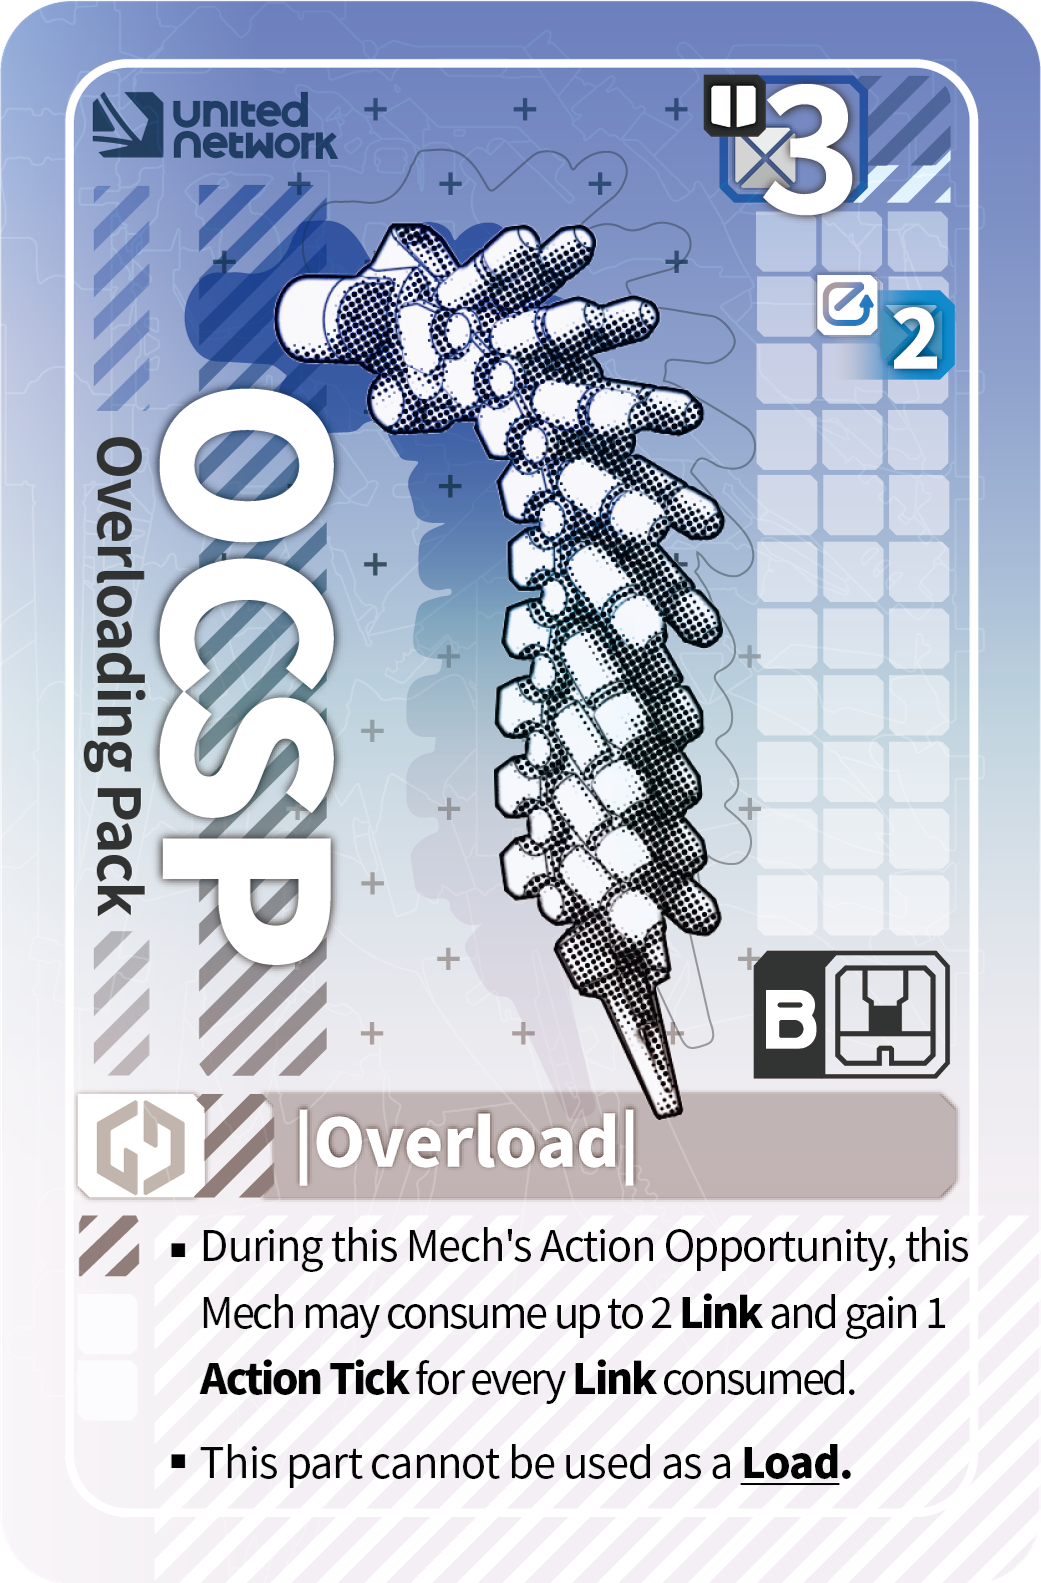 UNITED
NETWORK
3
2
OCSP
Overloading Pack
B
|Overload|
▪ During this Mech's Action Opportunity, this
Mech may consume up to 2 Link and gain 1
Action Tick for every Link consumed.
▪ This part cannot be used as a Load.